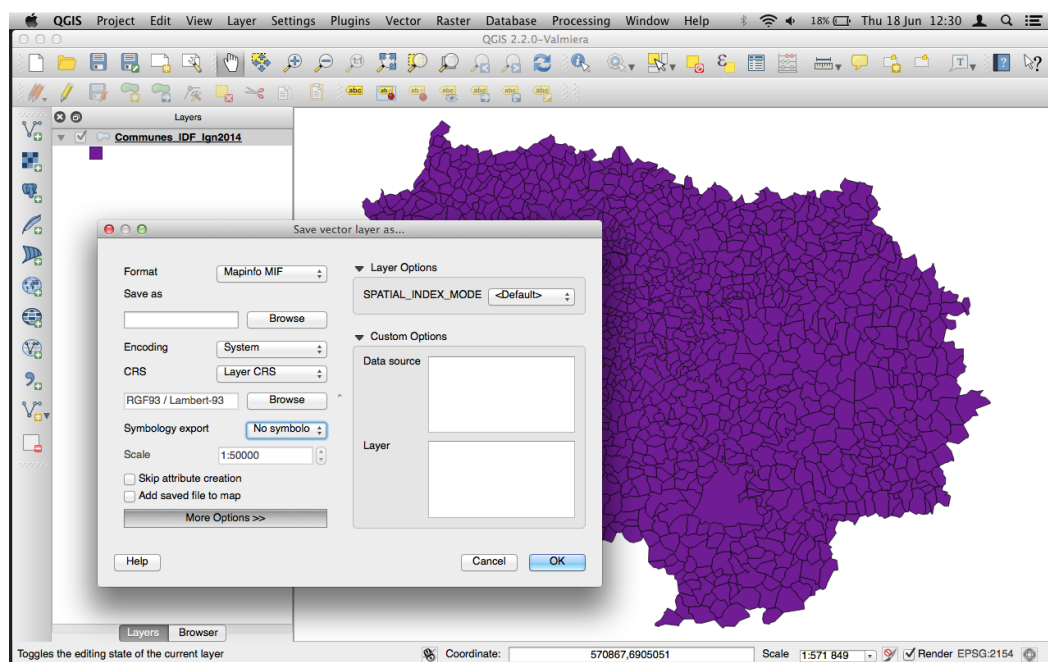 QGIS Project Edit View Layer Settings Plugins Vector Raster Database Processing Window Help 18% Thu 18 Jun 12:30
QGIS 2.2.0-Valmiera
Layers
Communes_IDF_Ign2014
Save vector layer as...
Format Mapinfo MIF
Save as
Browse
Encoding System
CRS Layer CRS
RGF93 / Lambert-93 Browse
Symbology export No symbolo
Scale 1:50000
Skip attribute creation
Add saved file to map
More Options >>
Help
Layer Options
SPATIAL_INDEX_MODE <Default>
Custom Options
Data source
Layer
Cancel OK
Layers Browser
Toggles the editing state of the current layer Coordinate: 570867,6905051 Scale 1:571 849 Render EPSG:2154